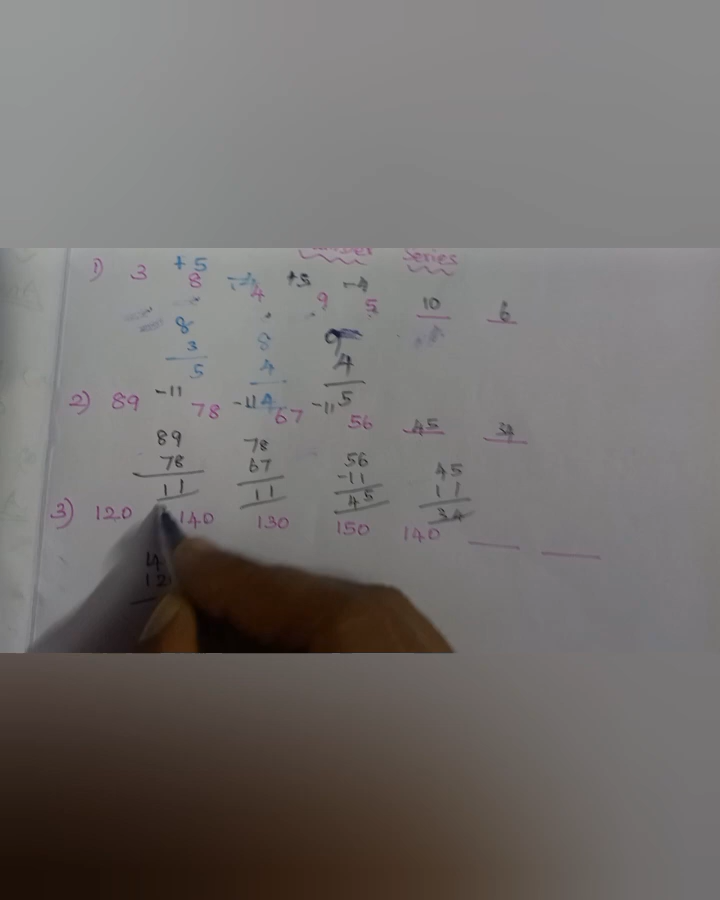 Series
1) 3 +5 8 -4 4 +5 9 -4 5 10 6
8 8 9
3 4 4
5 4 5
2) 89 -11 78 -11 67 -11 56 45 34
89 78 56 45
78 67 -11 11
11 11 45 34
3) 120 140 130 150 140